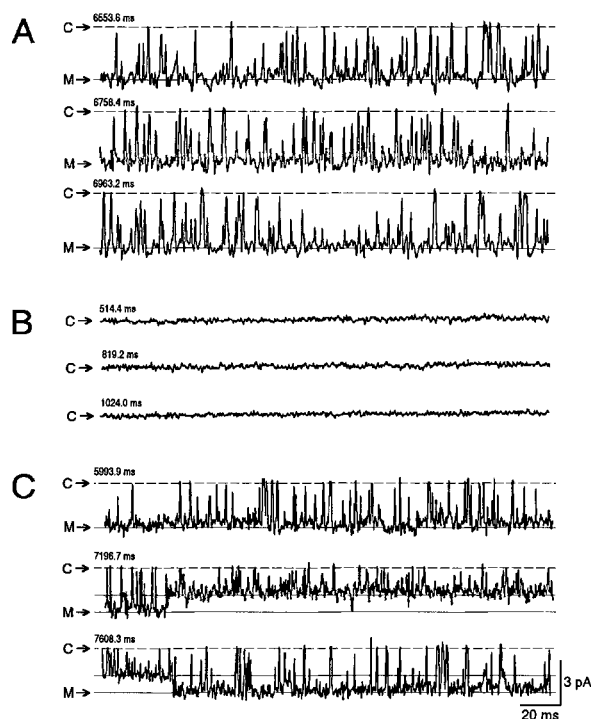 A
C → 6553.6 ms
M →
C → 6758.4 ms
M →
C → 6963.2 ms
M →
B
C → 514.4 ms
C → 819.2 ms
C → 1024.0 ms
C
C → 5993.9 ms
M →
C → 7196.7 ms
M →
C → 7608.3 ms
M →
3 pA
20 ms